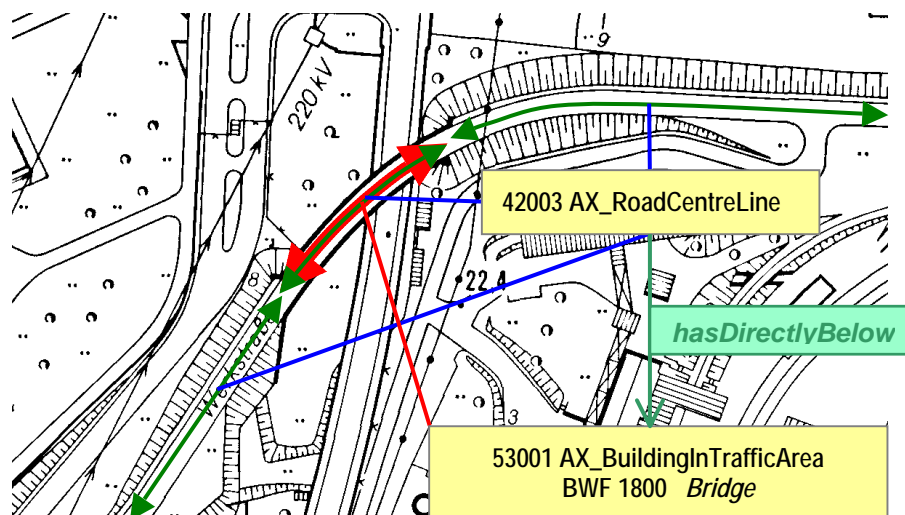 9
220 kV
42003 AX_RoadCentreLine
8
22,4
hasDirectlyBelow
3
53001 AX_BuildingInTrafficArea
BWF 1800 Bridge